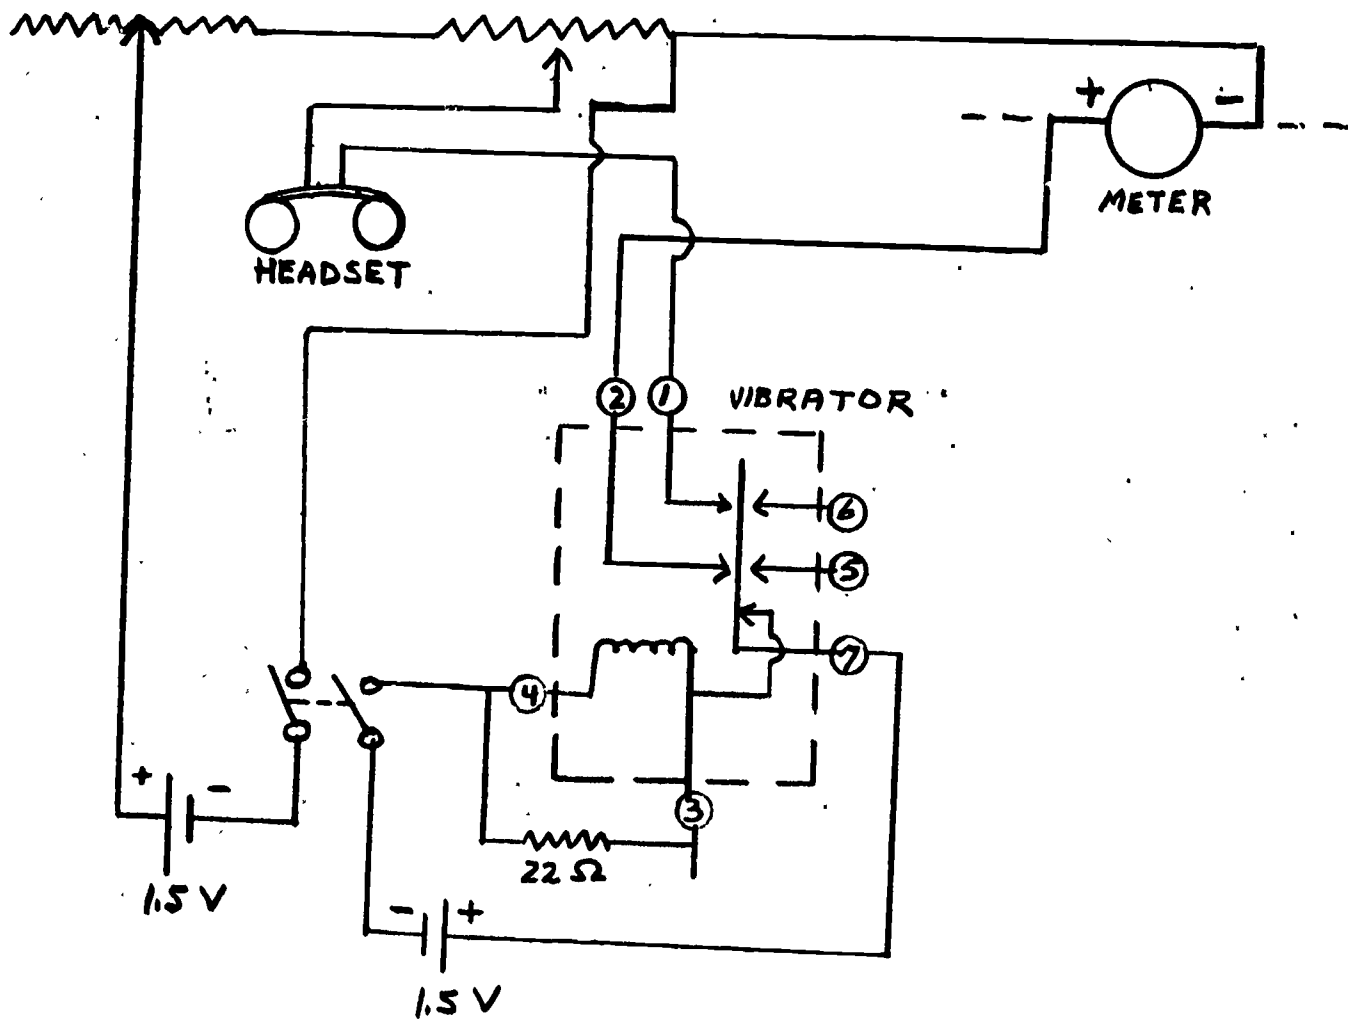 + -
METER
HEADSET
2 1 VIBRATOR
6
5
7
4
+ -
3
22 Ω
1.5 V
- +
1.5 V